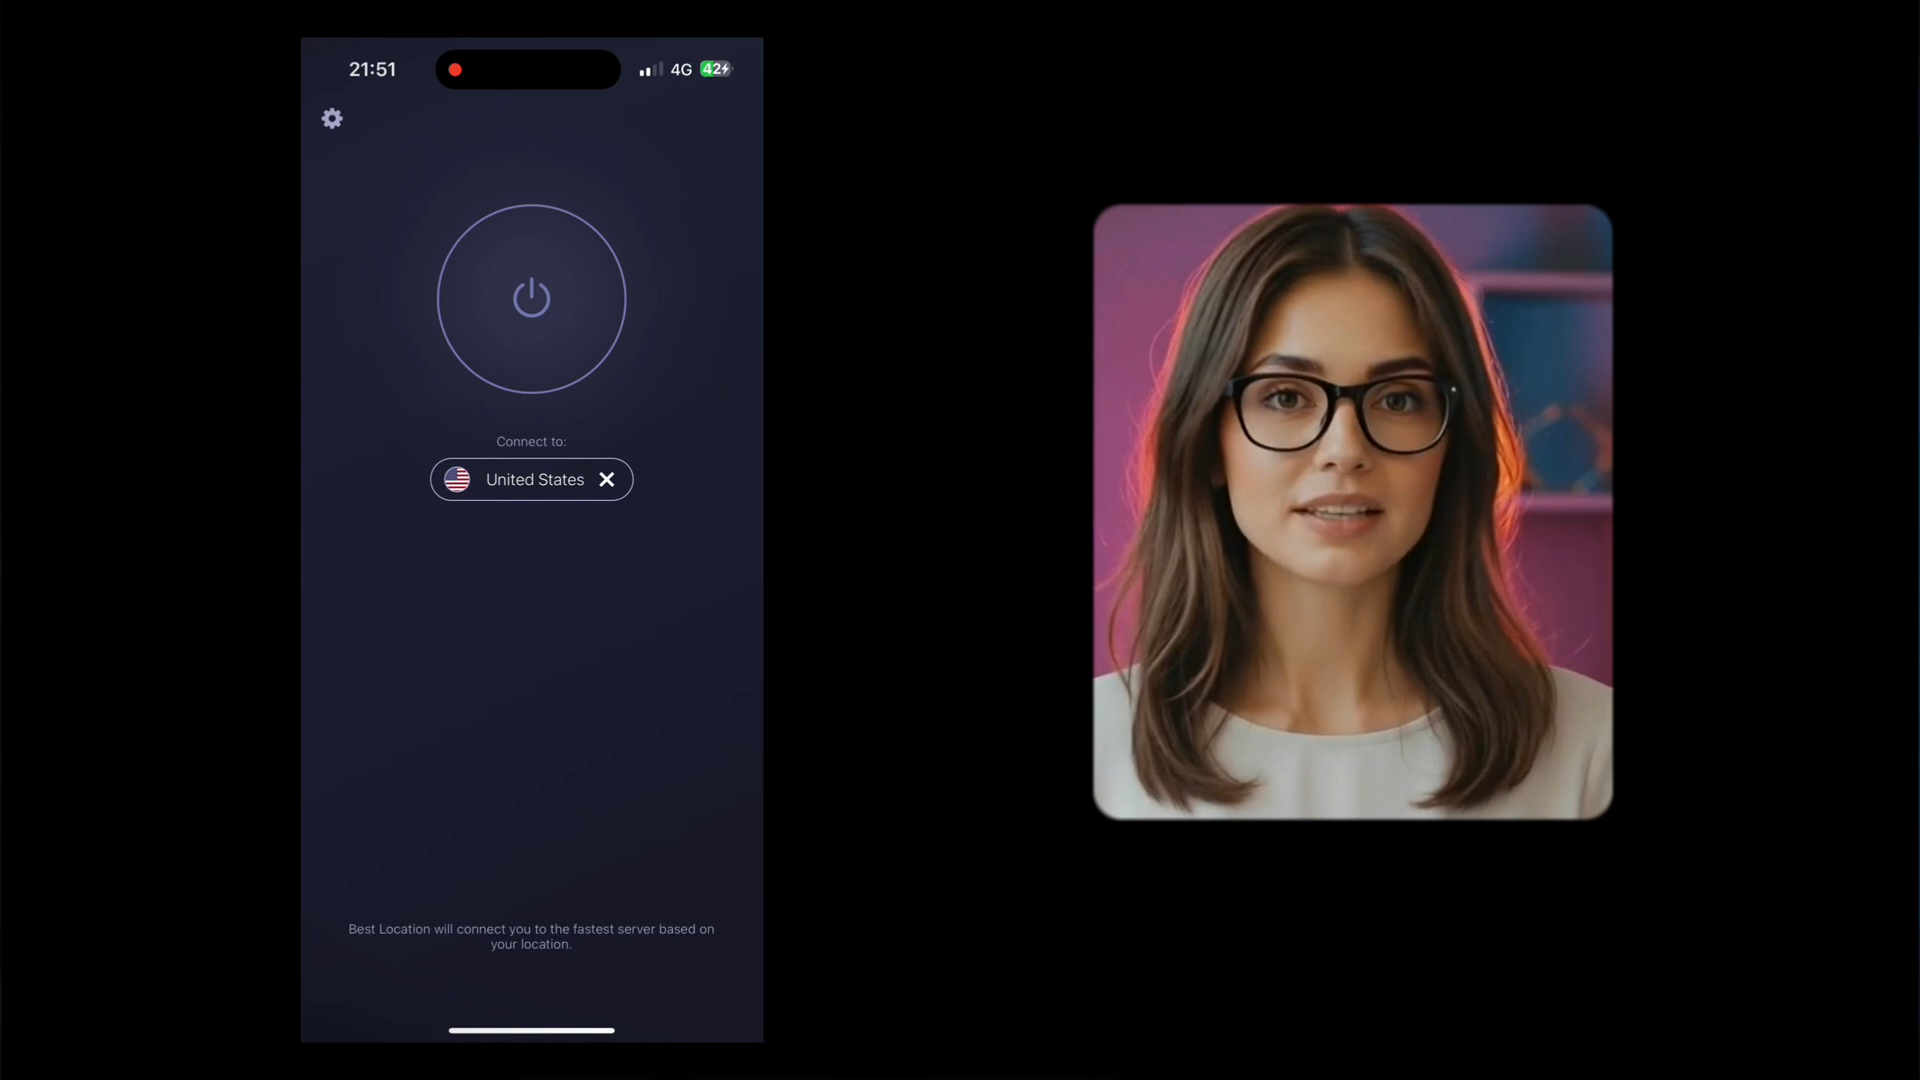 21:51
4G
42
Connect to:
United States
Best Location will connect you to the fastest server based on
your location.